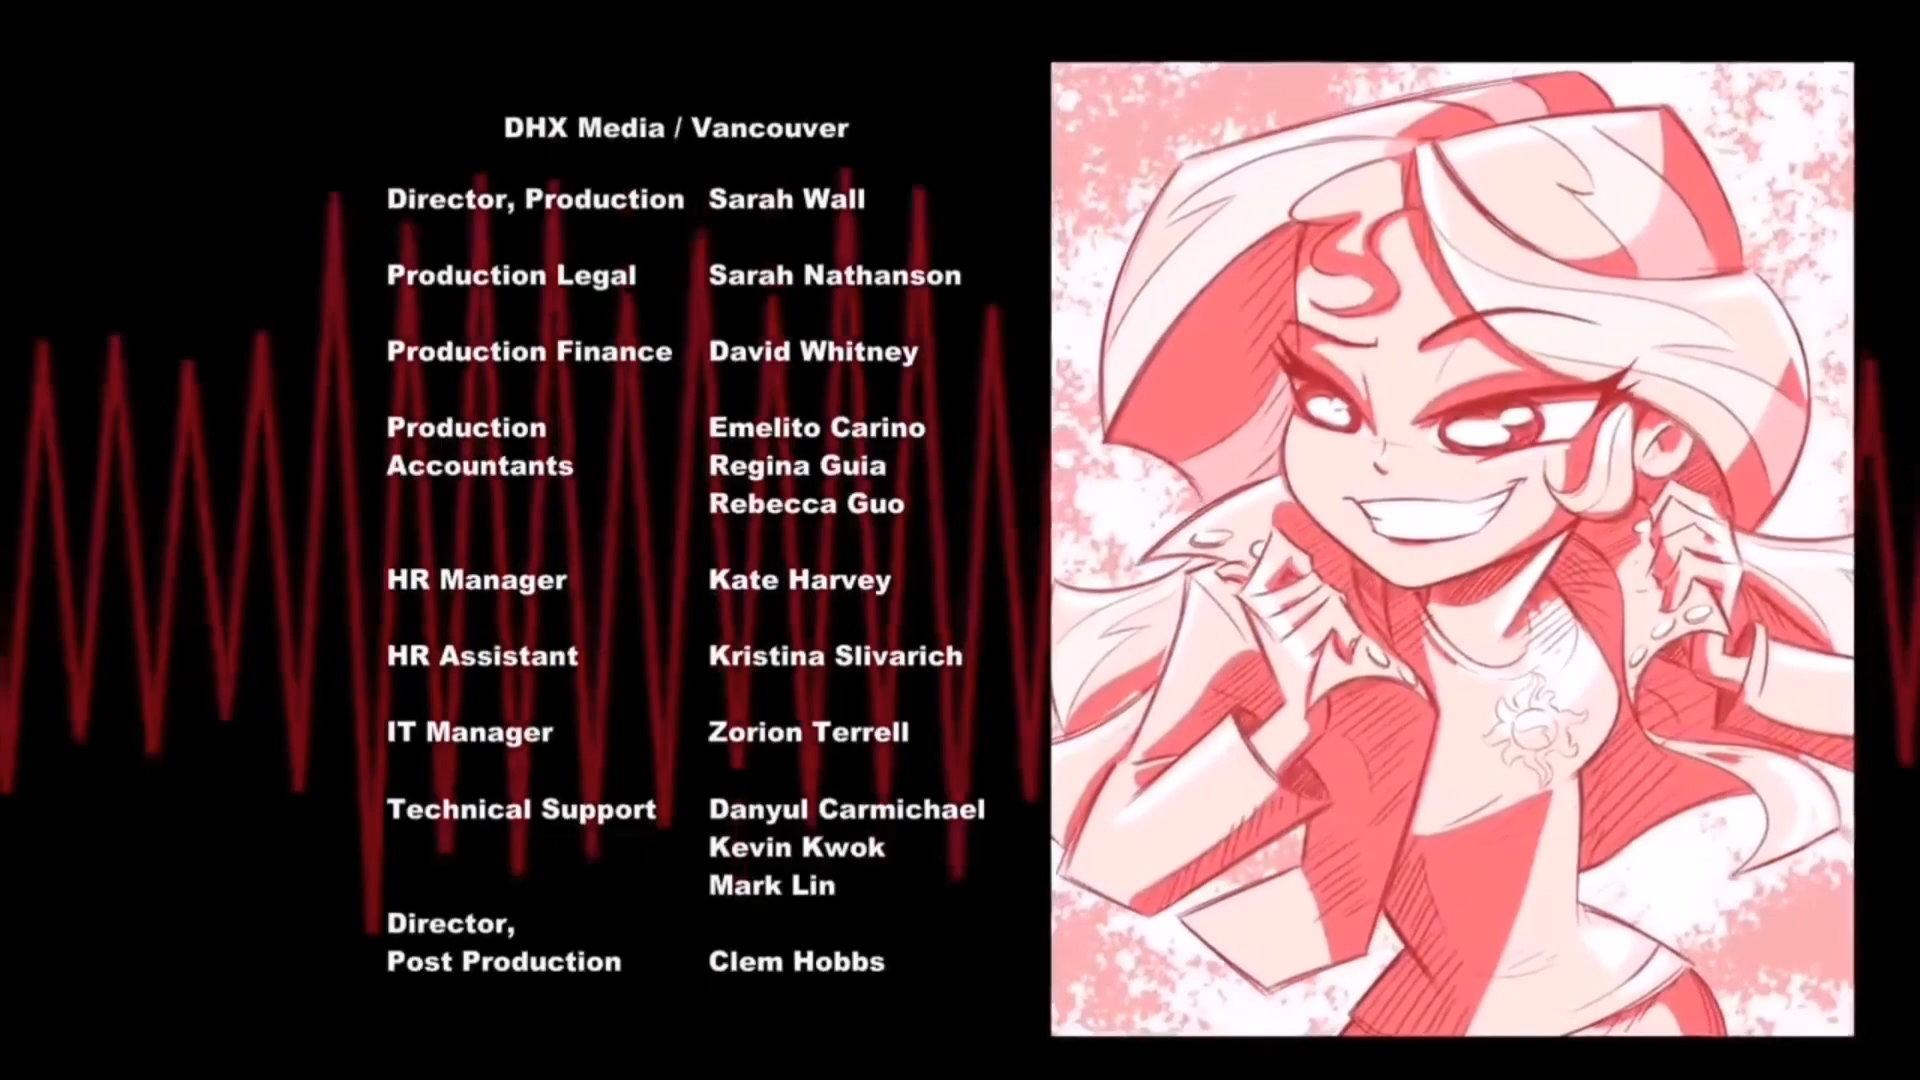 DHX Media / Vancouver
Director, Production Sarah Wall
Production Legal Sarah Nathanson
Production Finance David Whitney
Production Emelito Carino
Accountants Regina Guia
Rebecca Guo
HR Manager Kate Harvey
HR Assistant Kristina Slivarich
IT Manager Zorion Terrell
Technical Support Danyul Carmichael
Kevin Kwok
Mark Lin
Director,
Post Production Clem Hobbs